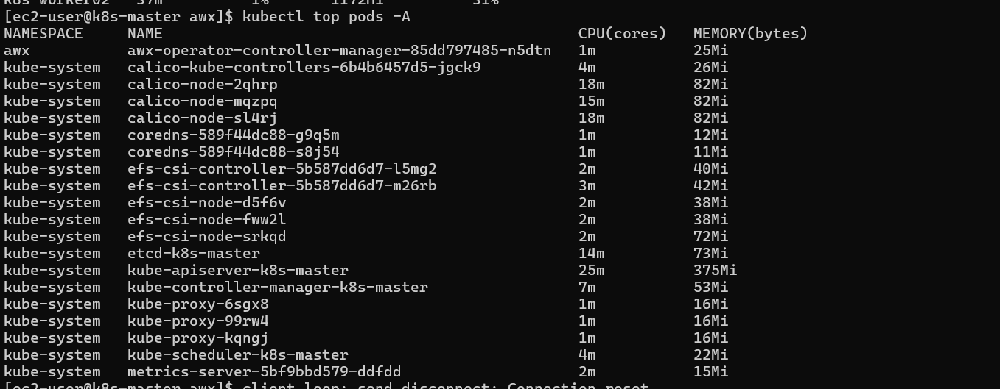 k8s-worker02   37m          1%       1172Mi          31%
[ec2-user@k8s-master awx]$ kubectl top pods -A
NAMESPACE     NAME                                               CPU(cores)   MEMORY(bytes)
awx           awx-operator-controller-manager-85dd797485-n5dtn   1m           25Mi
kube-system   calico-kube-controllers-6b4b6457d5-jgck9           4m           26Mi
kube-system   calico-node-2qhrp                                  18m          82Mi
kube-system   calico-node-mqzpq                                  15m          82Mi
kube-system   calico-node-sl4rj                                  18m          82Mi
kube-system   coredns-589f44dc88-g9q5m                           1m           12Mi
kube-system   coredns-589f44dc88-s8j54                           1m           11Mi
kube-system   efs-csi-controller-5b587dd6d7-l5mg2                2m           40Mi
kube-system   efs-csi-controller-5b587dd6d7-m26rb                3m           42Mi
kube-system   efs-csi-node-d5f6v                                 2m           38Mi
kube-system   efs-csi-node-fww2l                                 2m           38Mi
kube-system   efs-csi-node-srkqd                                 2m           72Mi
kube-system   etcd-k8s-master                                    14m          73Mi
kube-system   kube-apiserver-k8s-master                          25m          375Mi
kube-system   kube-controller-manager-k8s-master                 7m           53Mi
kube-system   kube-proxy-6sgx8                                   1m           16Mi
kube-system   kube-proxy-99rw4                                   1m           16Mi
kube-system   kube-proxy-kqngj                                   1m           16Mi
kube-system   kube-scheduler-k8s-master                          4m           22Mi
kube-system   metrics-server-5bf9bbd579-ddfdd                    2m           15Mi
[ec2-user@k8s-master awx]$ client_loop: send disconnect: Connection reset